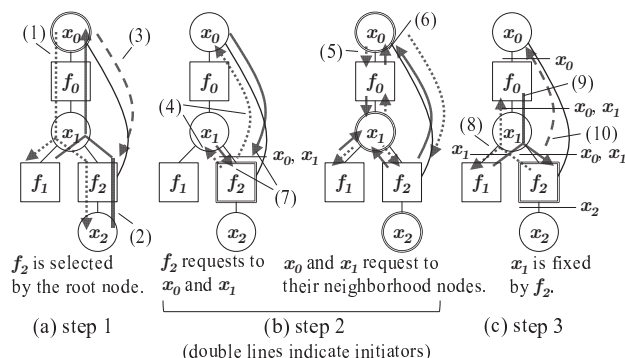 (1) x0 (3) x0 (5) x0 (6) x0
x0
f0 f0 f0 f0 (9)
(4) x0, x1
x1 x1 x1 (8) x1 (10)
x0, x1 x1 x0, x1
f1 f2 f1 f2 (7) f1 f2 f1 f2
x2
(2)
x2 x2 x2 x2
f2 is selected
by the root node.
f2 requests to
x0 and x1
x0 and x1 request to
their neighborhood nodes.
x1 is fixed
by f2.
(a) step 1 (b) step 2 (c) step 3
(double lines indicate initiators)